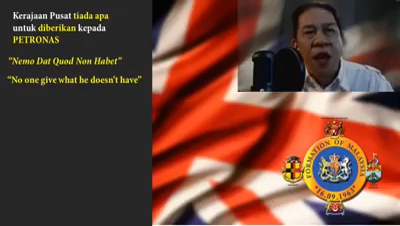 Kerajaan Pusat tiada apa
untuk diberikan kepada
PETRONAS
“Nemo Dat Quod Non Habet”
“No one give what he doesn't have”
FORMATION OF MALAYSIA
*16.09.1963*